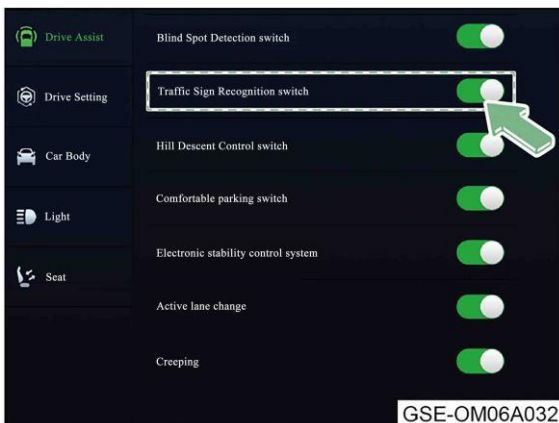 Drive Assist
Drive Setting
Car Body
Light
Seat
Blind Spot Detection switch
Traffic Sign Recognition switch
Hill Descent Control switch
Comfortable parking switch
Electronic stability control system
Active lane change
Creeping
GSE-OM06A032